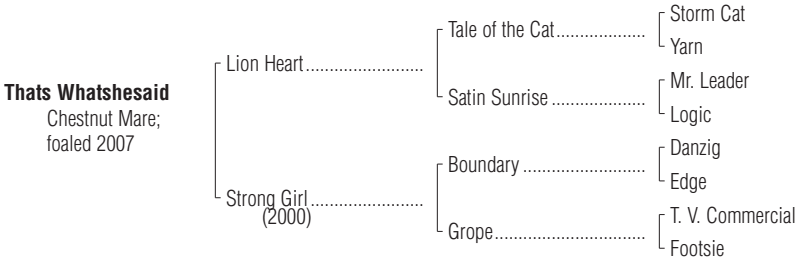 Thats Whatshesaid
Chestnut Mare;
foaled 2007
Lion Heart........................
Strong Girl.......................
(2000)
Tale of the Cat..................
Satin Sunrise ...................
Boundary .........................
Grope..............................
Storm Cat
Yarn
Mr. Leader
Logic
Danzig
Edge
T. V. Commercial
Footsie